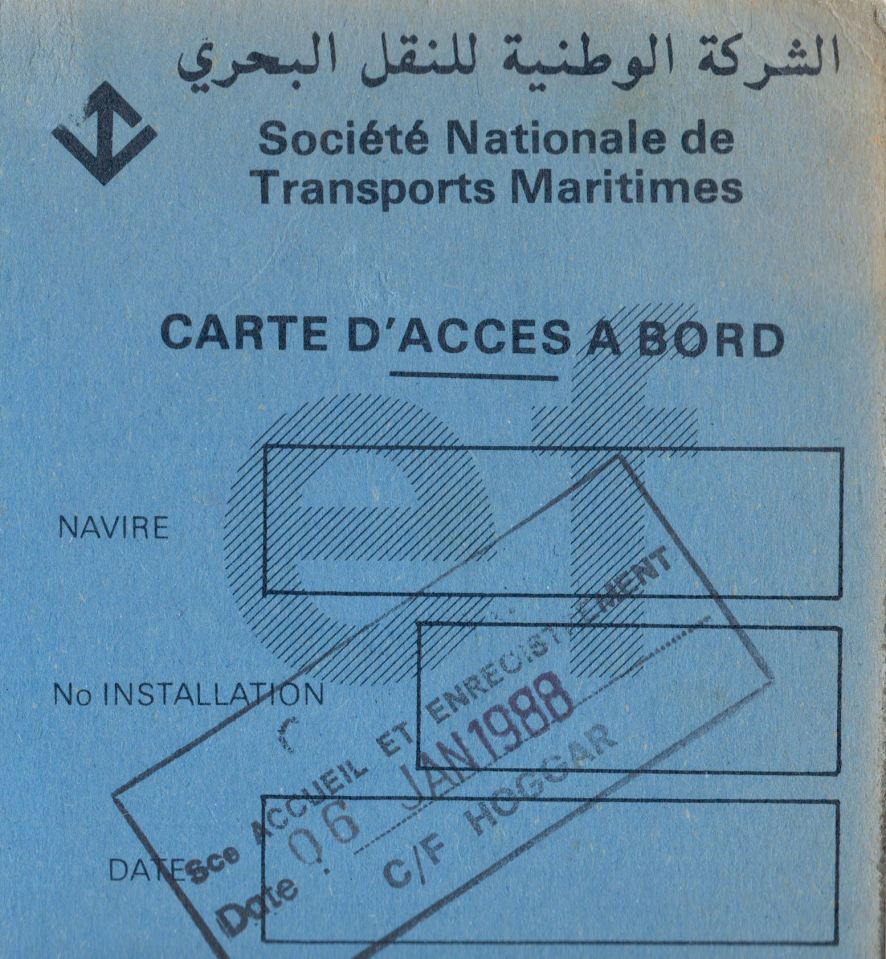 الشركة الوطنية للنقل البحري
Société Nationale de
Transports Maritimes
CARTE D'ACCES A BORD
et
NAVIRE
No INSTALLATION
DATE
Sce ACCUEIL ET ENREGISTREMENT
Date : 06 JAN 1988
C/F HOGGAR